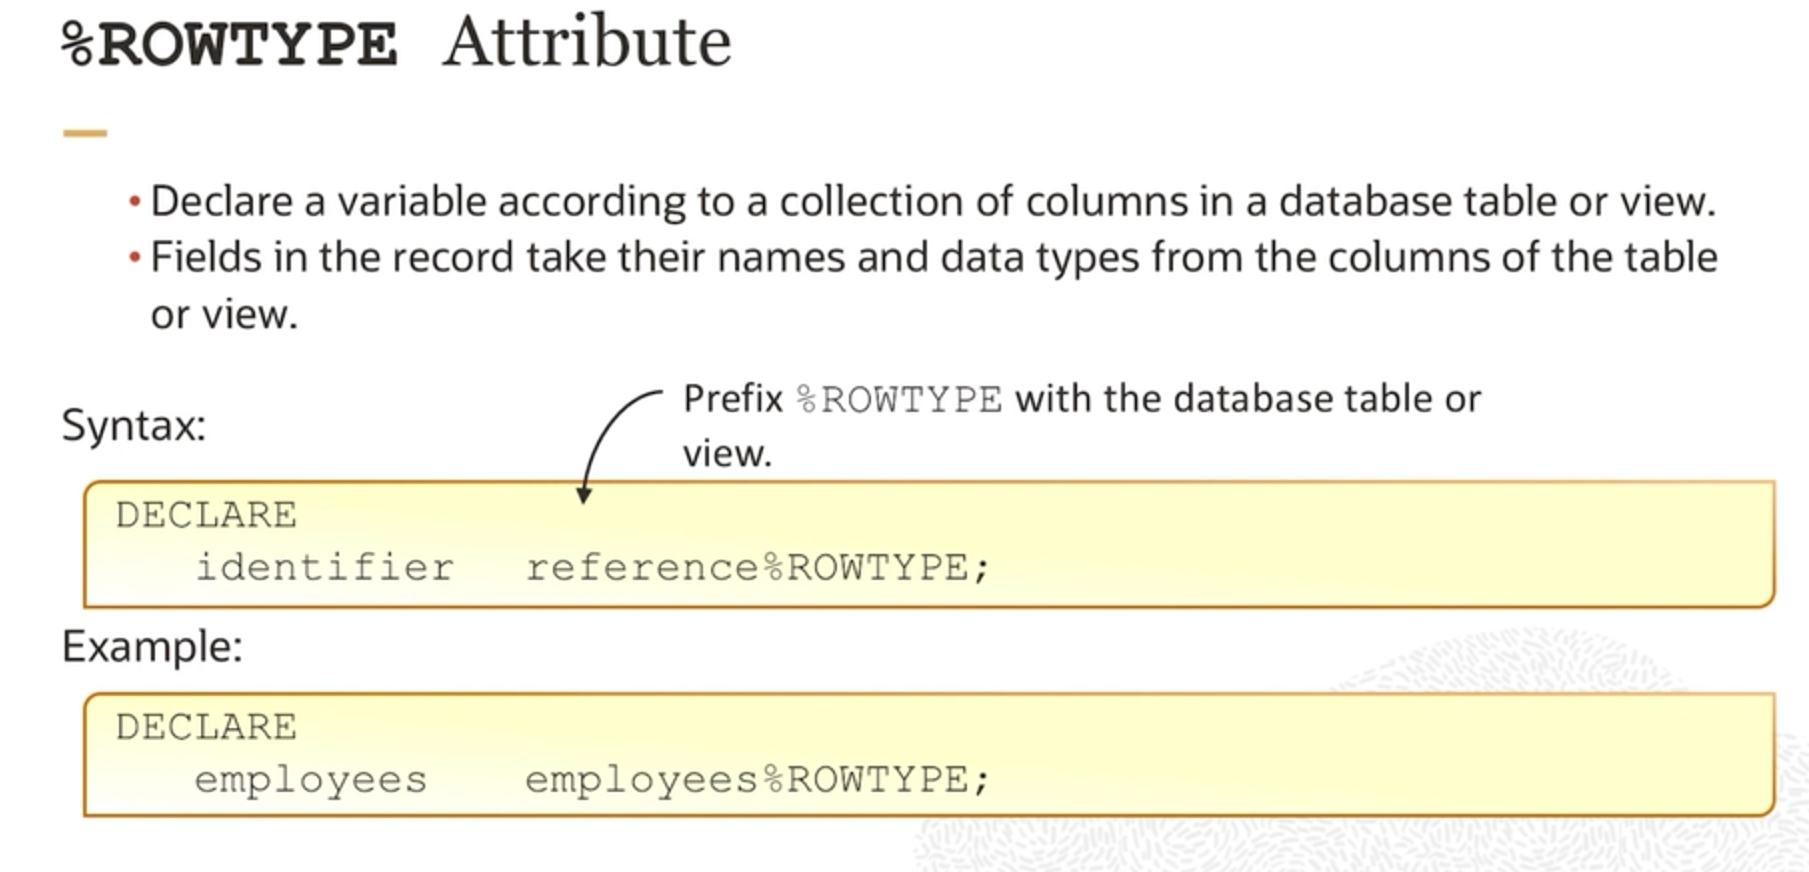 %ROWTYPE Attribute
• Declare a variable according to a collection of columns in a database table or view.
• Fields in the record take their names and data types from the columns of the table
or view.
Prefix %ROWTYPE with the database table or
view.
Syntax:
DECLARE
identifier reference%ROWTYPE;
Example:
DECLARE
employees employees%ROWTYPE;